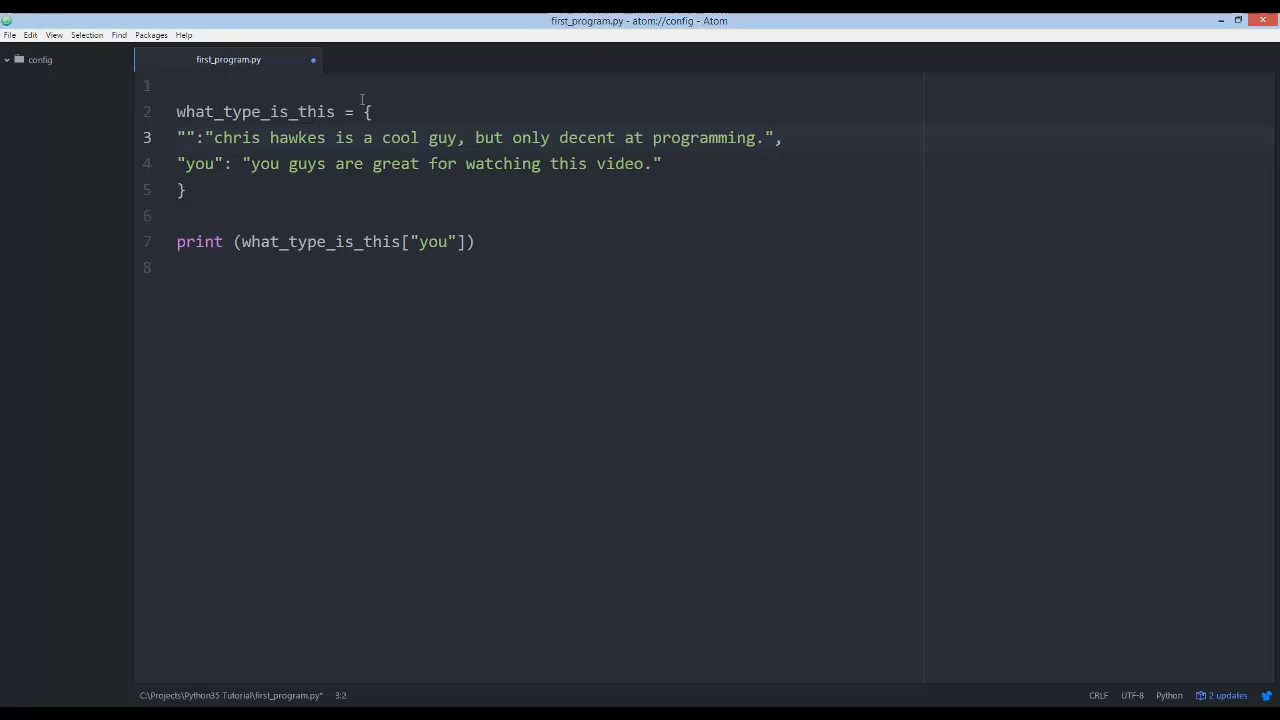 first_program.py - atom://config - Atom
File Edit View Selection Find Packages Help
config
first_program.py
1
2 what_type_is_this = {
3 "":"chris hawkes is a cool guy, but only decent at programming.",
4 "you": "you guys are great for watching this video."
5 }
6
7 print (what_type_is_this["you"])
8
C:\Projects\Python35 Tutorial\first_program.py* 3:2 CRLF UTF-8 Python 2 updates